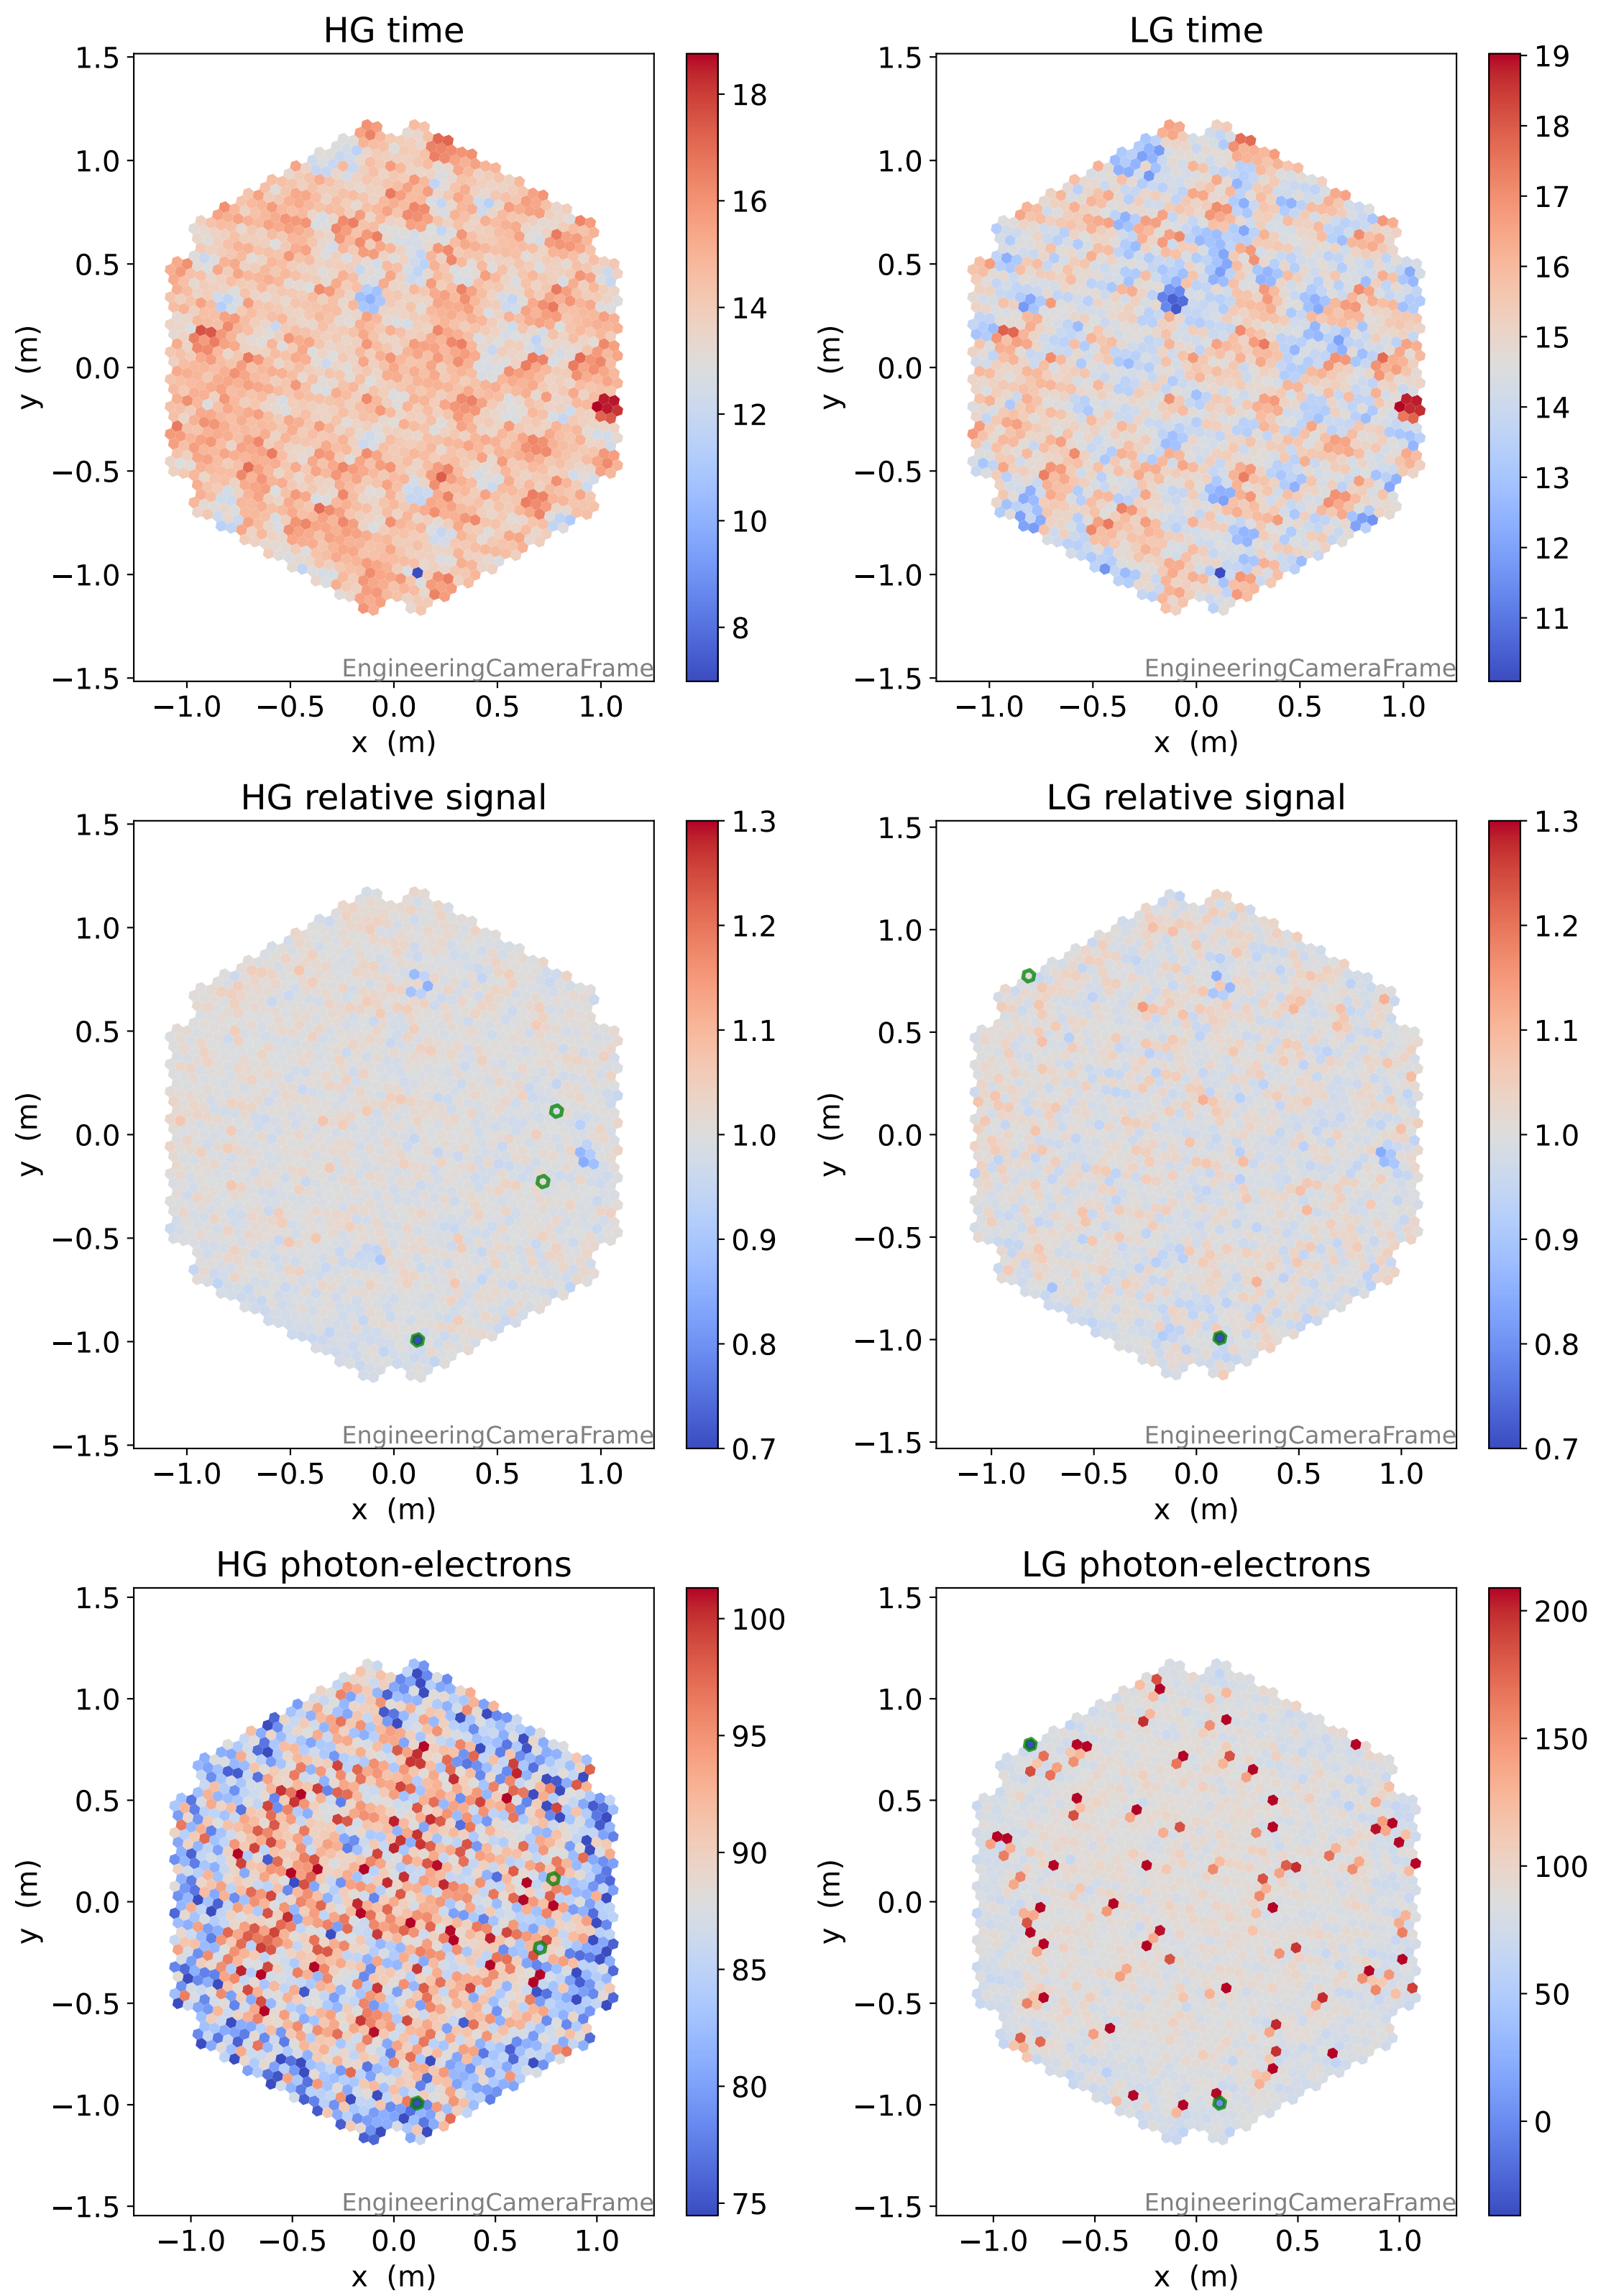 HG time
1.5
1.0
0.5
0.0
−0.5
−1.0
−1.5
y (m)
−1.0 −0.5 0.0 0.5 1.0
x (m)
EngineeringCameraFrame
18
16
14
12
10
8
LG time
1.5
1.0
0.5
0.0
−0.5
−1.0
−1.5
y (m)
−1.0 −0.5 0.0 0.5 1.0
x (m)
EngineeringCameraFrame
19
18
17
16
15
14
13
12
11
HG relative signal
1.5
1.0
0.5
0.0
−0.5
−1.0
−1.5
y (m)
−1.0 −0.5 0.0 0.5 1.0
x (m)
EngineeringCameraFrame
1.3
1.2
1.1
1.0
0.9
0.8
0.7
LG relative signal
1.5
1.0
0.5
0.0
−0.5
−1.0
−1.5
y (m)
−1.0 −0.5 0.0 0.5 1.0
x (m)
EngineeringCameraFrame
1.3
1.2
1.1
1.0
0.9
0.8
0.7
HG photon-electrons
1.5
1.0
0.5
0.0
−0.5
−1.0
−1.5
y (m)
−1.0 −0.5 0.0 0.5 1.0
x (m)
EngineeringCameraFrame
100
95
90
85
80
75
LG photon-electrons
1.5
1.0
0.5
0.0
−0.5
−1.0
−1.5
y (m)
−1.0 −0.5 0.0 0.5 1.0
x (m)
EngineeringCameraFrame
200
150
100
50
0